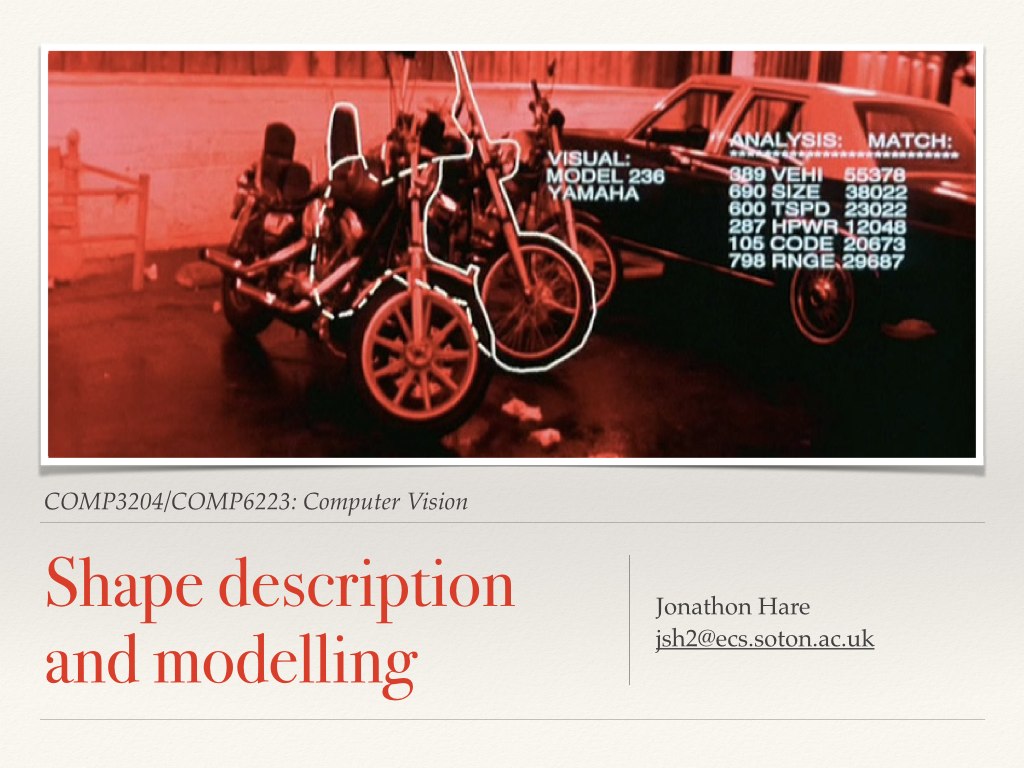 VISUAL:
MODEL 236
YAMAHA
ANALYSIS: MATCH:
*******************************
389 VEHI 55378
690 SIZE 38022
600 TSPD 23022
287 HPWR 12048
105 CODE 20673
798 RNGE 29687
COMP3204/COMP6223: Computer Vision
Shape description
and modelling
Jonathon Hare
jsh2@ecs.soton.ac.uk